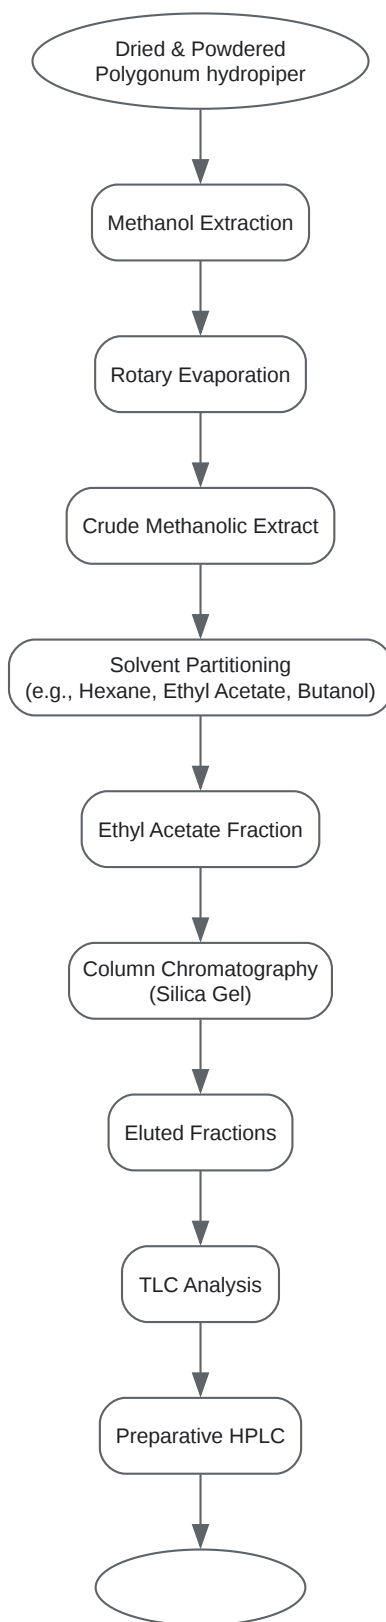 Dried & Powdered
Polygonum hydropiper
Methanol Extraction
Rotary Evaporation
Crude Methanolic Extract
Solvent Partitioning
(e.g., Hexane, Ethyl Acetate, Butanol)
Ethyl Acetate Fraction
Column Chromatography
(Silica Gel)
Eluted Fractions
TLC Analysis
Preparative HPLC